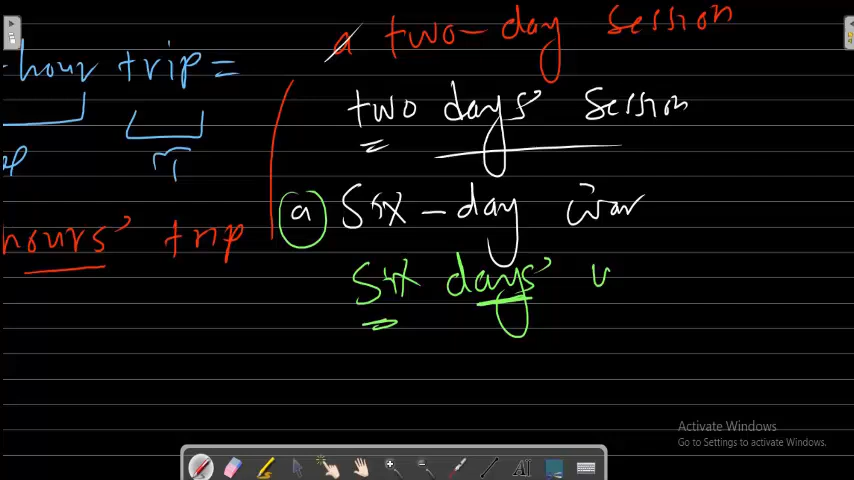 a two-day session
-hour trip =
two days' session
T
a six-day war
hours' trip
six days' w
Activate Windows
Go to Settings to activate Windows.